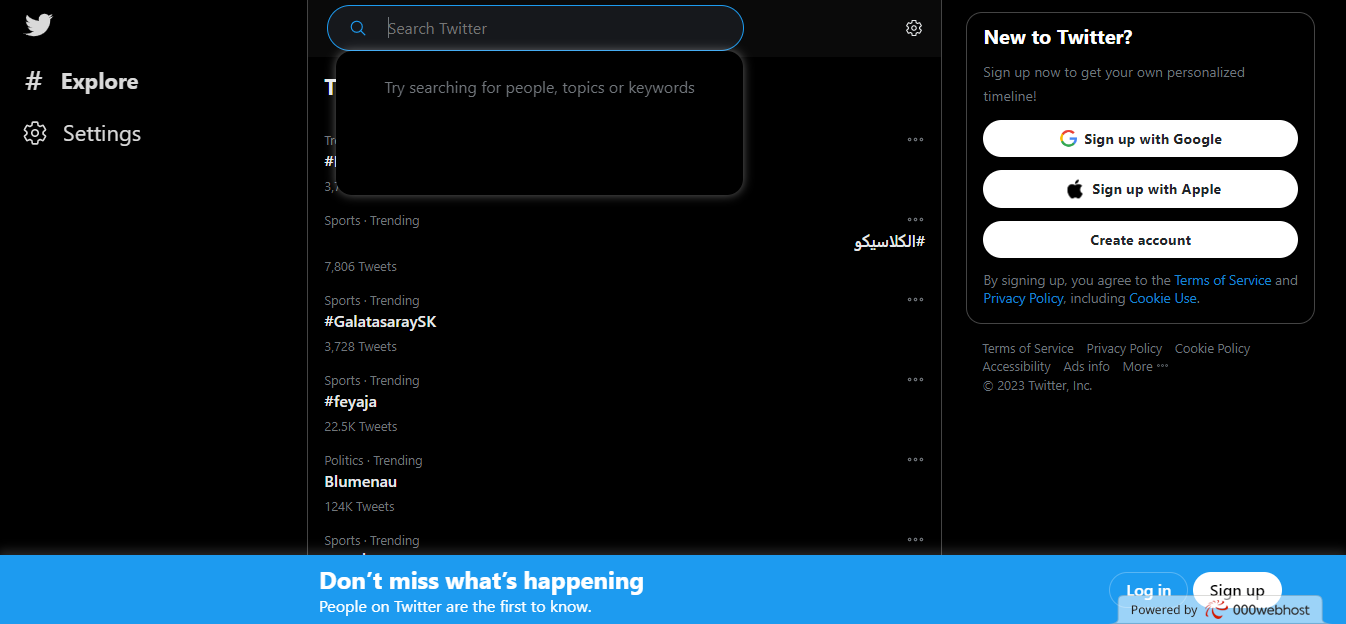 # Explore
Settings
Search Twitter
Try searching for people, topics or keywords
Sports · Trending
#الكلاسيكو
7,806 Tweets
Sports · Trending
#GalatasaraySK
3,728 Tweets
Sports · Trending
#feyaja
22.5K Tweets
Politics · Trending
Blumenau
124K Tweets
Sports · Trending
New to Twitter?
Sign up now to get your own personalized
timeline!
Sign up with Google
Sign up with Apple
Create account
By signing up, you agree to the Terms of Service and
Privacy Policy, including Cookie Use.
Terms of Service Privacy Policy Cookie Policy
Accessibility Ads info More ···
© 2023 Twitter, Inc.
Don’t miss what’s happening
People on Twitter are the first to know.
Log in
Sign up
Powered by 000webhost